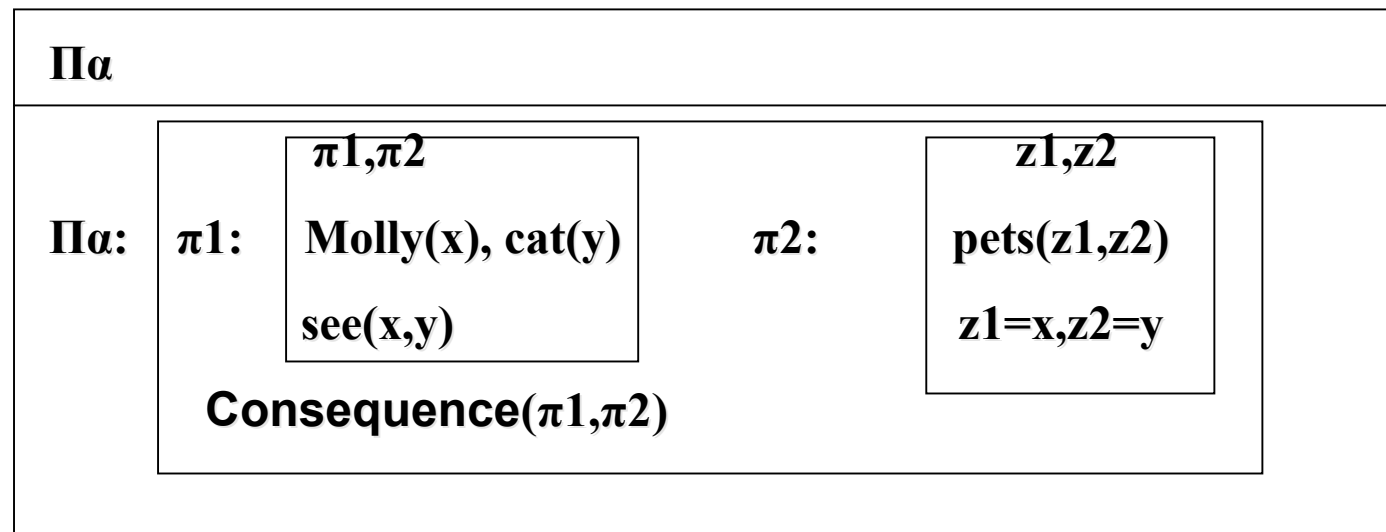 Πα
π1,π2 z1,z2
Πα: π1: Molly(x), cat(y) π2: pets(z1,z2)
see(x,y) z1=x,z2=y
Consequence(π1,π2)